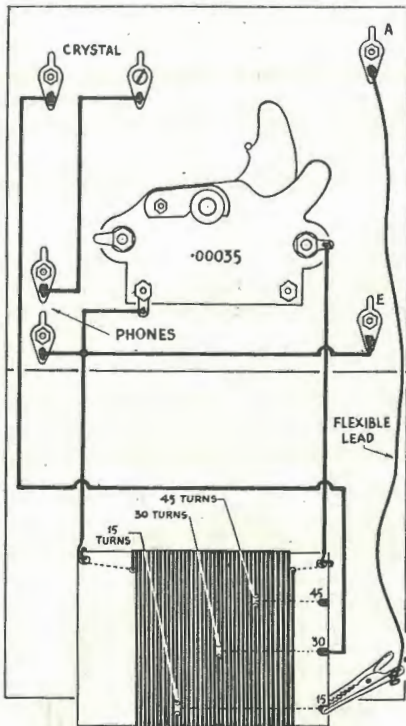 CRYSTAL
A
.00035
E
PHONES
FLEXIBLE
LEAD
45 TURNS
30 TURNS
15
TURNS
45
30
15